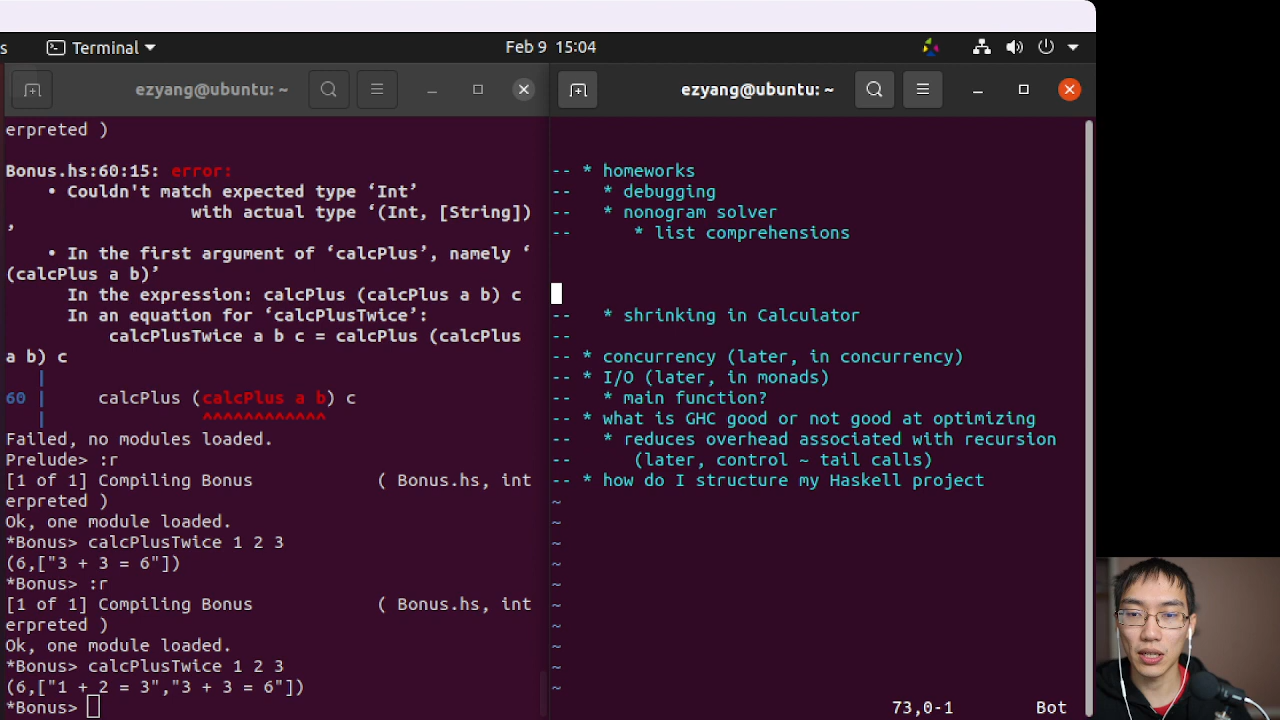 s Terminal Feb 9 15:04
ezyang@ubuntu: ~
erpreted )
Bonus.hs:60:15: error:
• Couldn't match expected type ‘Int’
with actual type ‘(Int, [String])
’
• In the first argument of ‘calcPlus’, namely ‘
(calcPlus a b)’
In the expression: calcPlus (calcPlus a b) c
In an equation for ‘calcPlusTwice’:
calcPlusTwice a b c = calcPlus (calcPlus
a b) c
|
60 | calcPlus (calcPlus a b) c
| ^^^^^^^^^^^^
Failed, no modules loaded.
Prelude> :r
[1 of 1] Compiling Bonus ( Bonus.hs, int
erpreted )
Ok, one module loaded.
*Bonus> calcPlusTwice 1 2 3
(6,["3 + 3 = 6"])
*Bonus> :r
[1 of 1] Compiling Bonus ( Bonus.hs, int
erpreted )
Ok, one module loaded.
*Bonus> calcPlusTwice 1 2 3
(6,["1 + 2 = 3","3 + 3 = 6"])
*Bonus>
ezyang@ubuntu: ~
-- * homeworks
-- * debugging
-- * nonogram solver
-- * list comprehensions
-- * shrinking in Calculator
--
-- * concurrency (later, in concurrency)
-- * I/O (later, in monads)
-- * main function?
-- * what is GHC good or not good at optimizing
-- * reduces overhead associated with recursion
-- (later, control ~ tail calls)
-- * how do I structure my Haskell project
~
~
~
~
~
~
~
~
~
~
73,0-1 Bot